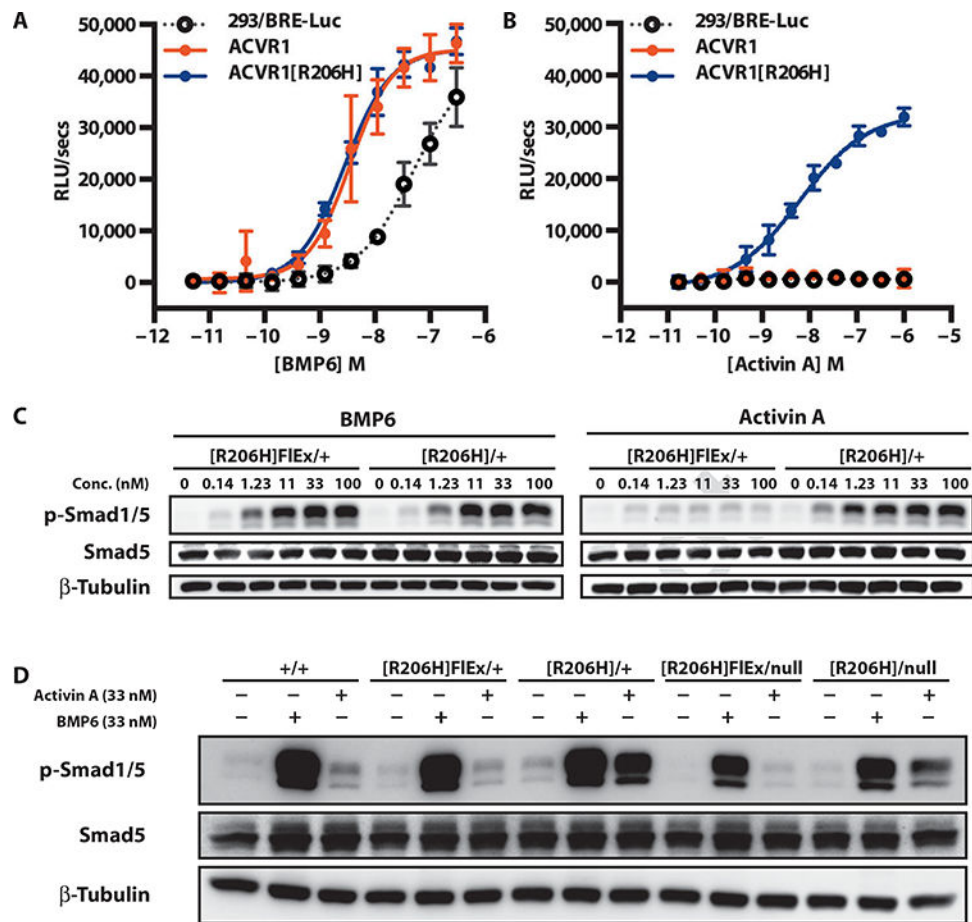 A
293/BRE-Luc
ACVR1
ACVR1[R206H]
50,000
40,000
30,000
20,000
10,000
0
RLU/secs
−12 −11 −10 −9 −8 −7 −6
[BMP6] M
B
293/BRE-Luc
ACVR1
ACVR1[R206H]
50,000
40,000
30,000
20,000
10,000
0
RLU/secs
−12 −11 −10 −9 −8 −7 −6 −5
[Activin A] M
C
BMP6 Activin A
[R206H]FlEx/+ [R206H]/+ [R206H]FlEx/+ [R206H]/+
Conc. (nM) 0 0.14 1.23 11 33 100 0 0.14 1.23 11 33 100 0 0.14 1.23 11 33 100 0 0.14 1.23 11 33 100
p-Smad1/5
Smad5
β-Tubulin
D
+/+ [R206H]FlEx/+ [R206H]/+ [R206H]FlEx/null [R206H]/null
Activin A (33 nM) − − + − − + − − + − − + − − +
BMP6 (33 nM) − + − − + − − + − − + − − + −
p-Smad1/5
Smad5
β-Tubulin